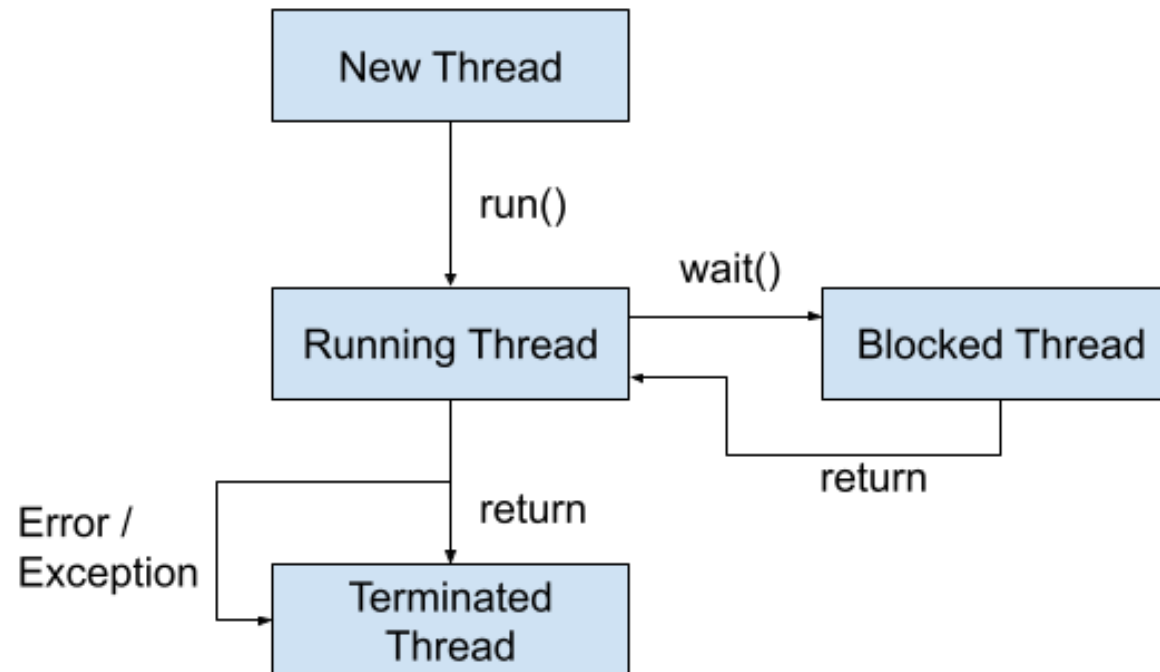 New Thread
run()
wait()
Running Thread
Blocked Thread
return
Error /
Exception
return
Terminated
Thread